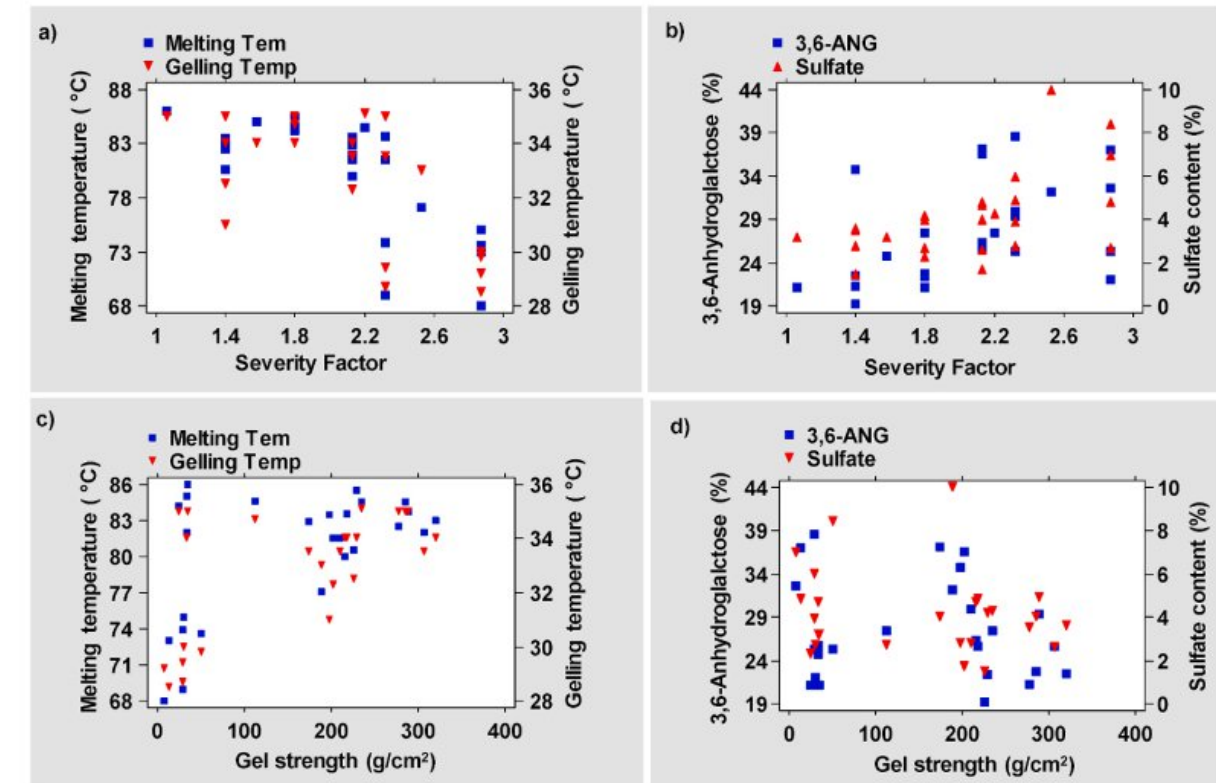 a)
Melting Tem
Gelling Temp
Melting temperature ( °C)
88
83
78
73
68
36
34
32
30
28
Gelling temperature ( °C)
1 1.4 1.8 2.2 2.6 3
Severity Factor
b)
3,6-ANG
Sulfate
3,6-Anhydroglalctose (%)
44
39
34
29
24
19
10
8
6
4
2
0
Sulfate content (%)
1 1.4 1.8 2.2 2.6 3
Severity Factor
c)
Melting Tem
Gelling Temp
Melting temperature ( °C)
86
83
80
77
74
71
68
36
34
32
30
28
Gelling temperature ( °C)
0 100 200 300 400
Gel strength (g/cm²)
d)
3,6-ANG
Sulfate
3,6-Anhydroglalctose (%)
44
39
34
29
24
19
10
8
6
4
2
0
Sulfate content (%)
0 100 200 300 400
Gel strength (g/cm²)